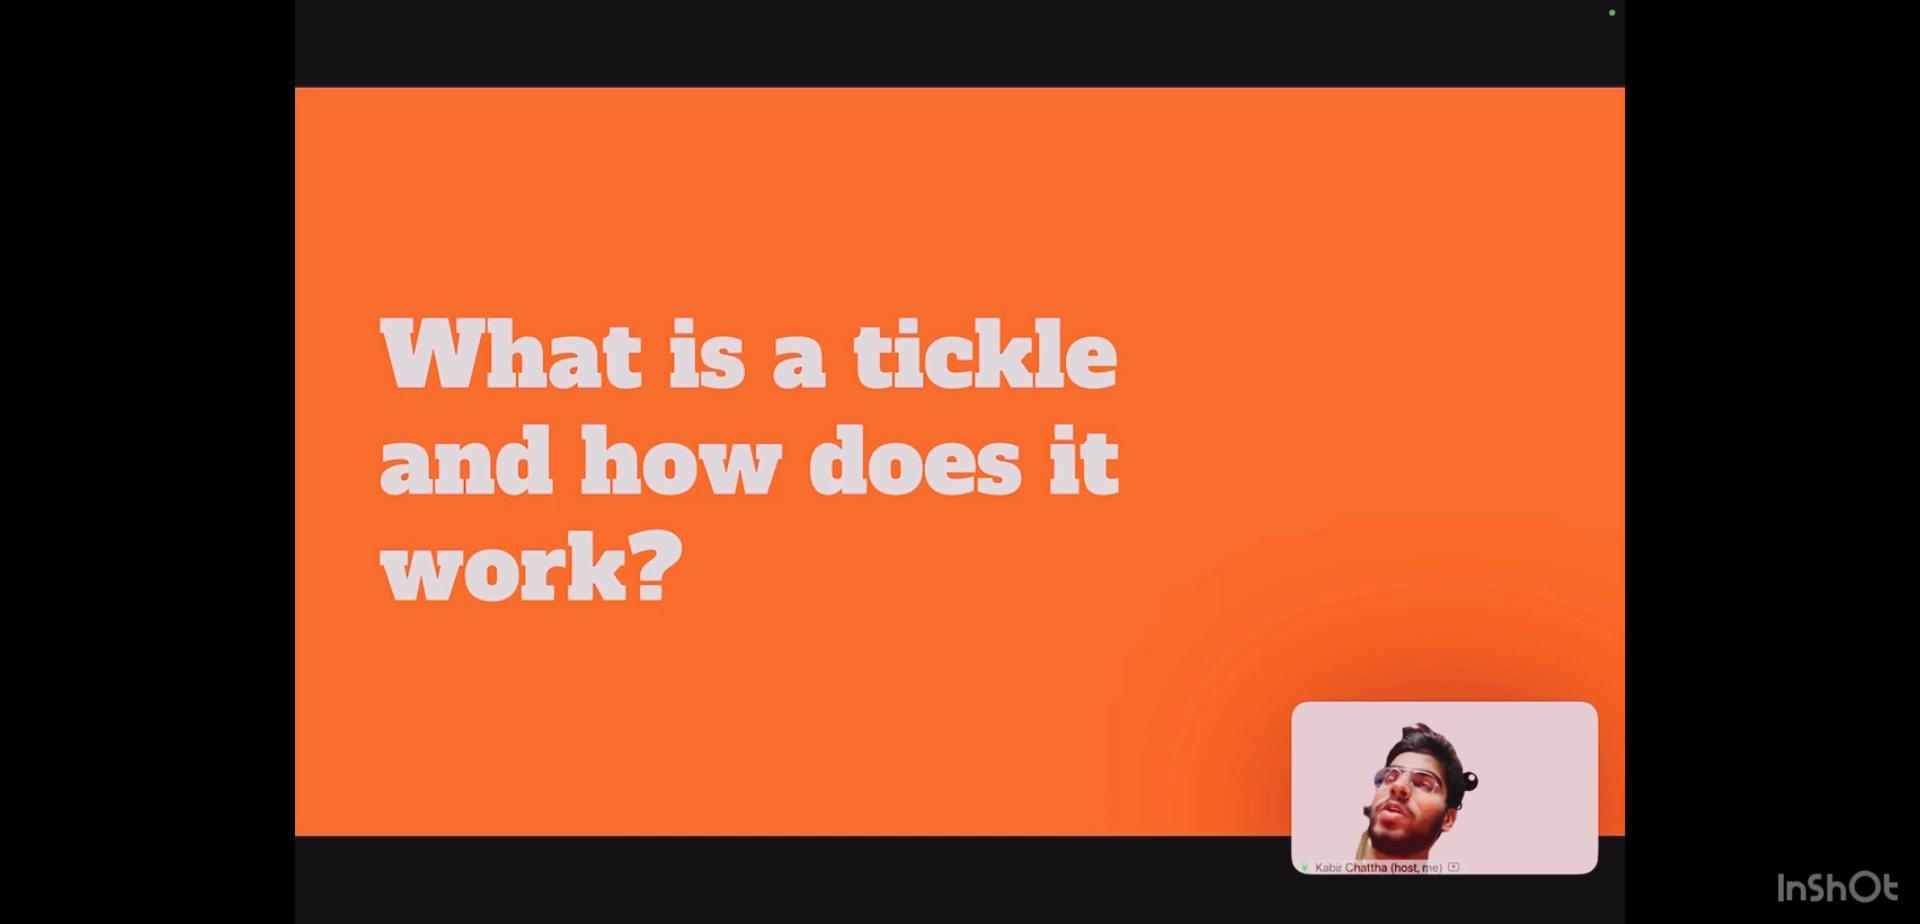 What is a tickle
and how does it
work?
Kabir Chattha (host, me)
InShOt